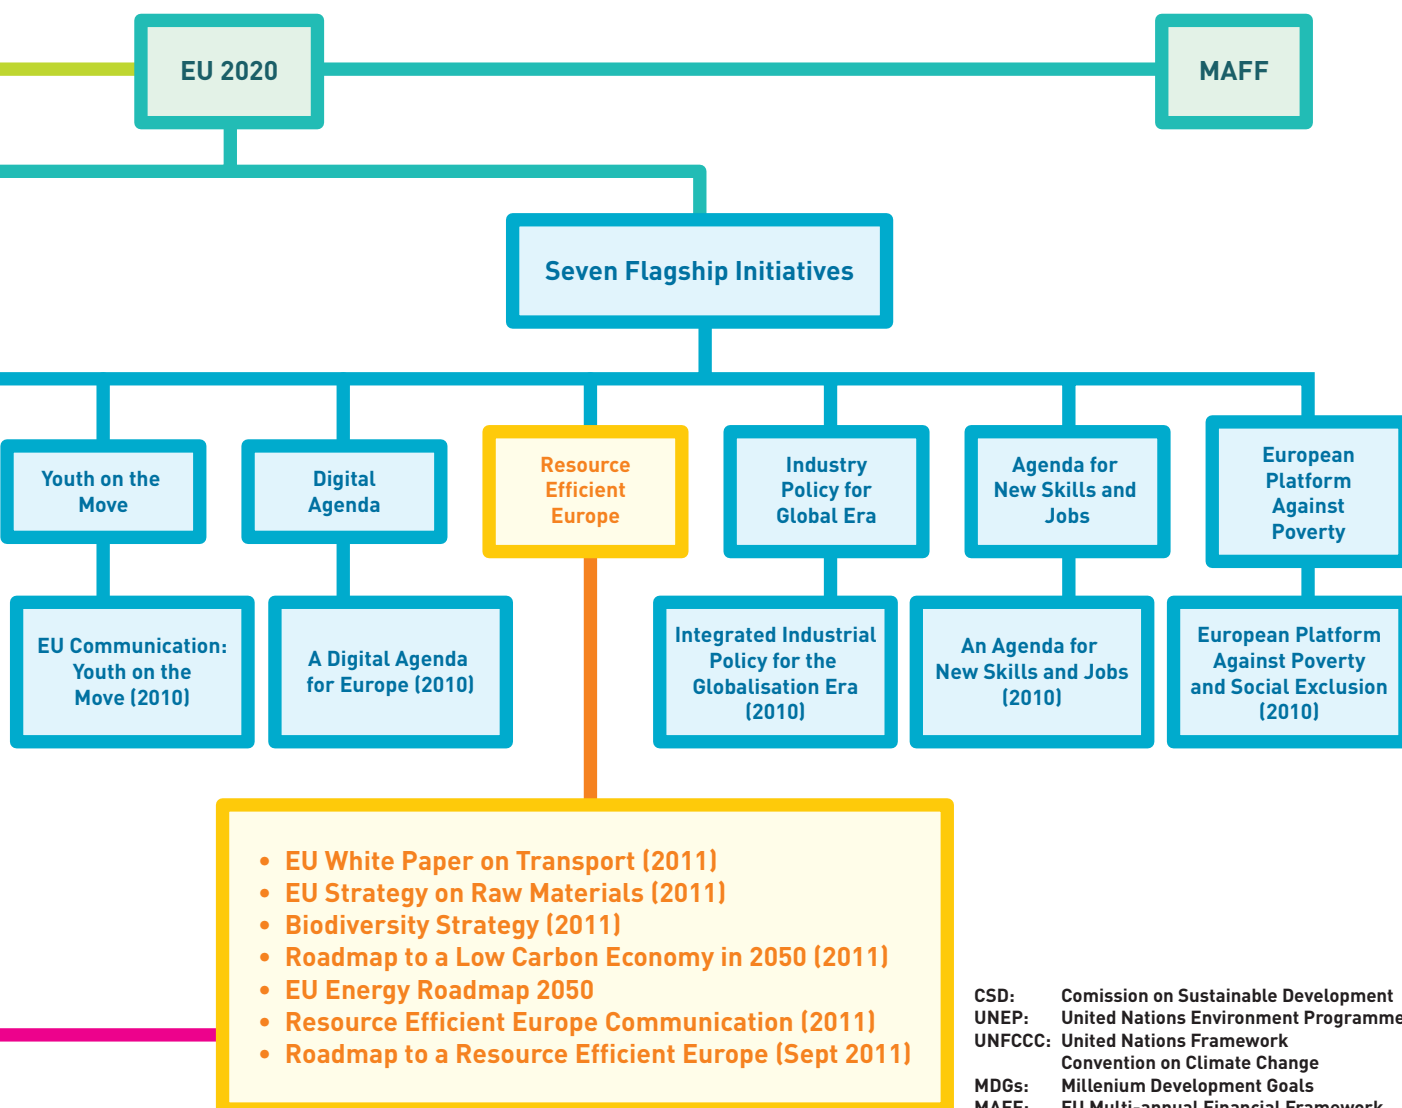 EU 2020
MAFF
Seven Flagship Initiatives
Youth on the
Move
Digital
Agenda
Resource
Efficient
Europe
Industry
Policy for
Global Era
Agenda for
New Skills and
Jobs
European
Platform
Against
Poverty
EU Communication:
Youth on the
Move (2010)
A Digital Agenda
for Europe (2010)
Integrated Industrial
Policy for the
Globalisation Era
(2010)
An Agenda for
New Skills and Jobs
(2010)
European Platform
Against Poverty
and Social Exclusion
(2010)
• EU White Paper on Transport (2011)
• EU Strategy on Raw Materials (2011)
• Biodiversity Strategy (2011)
• Roadmap to a Low Carbon Economy in 2050 (2011)
• EU Energy Roadmap 2050
• Resource Efficient Europe Communication (2011)
• Roadmap to a Resource Efficient Europe (Sept 2011)
CSD: Comission on Sustainable Development
UNEP: United Nations Environment Programme
UNFCCC: United Nations Framework
Convention on Climate Change
MDGs: Millenium Development Goals
MAFF: EU Multi-annual Financial Framework